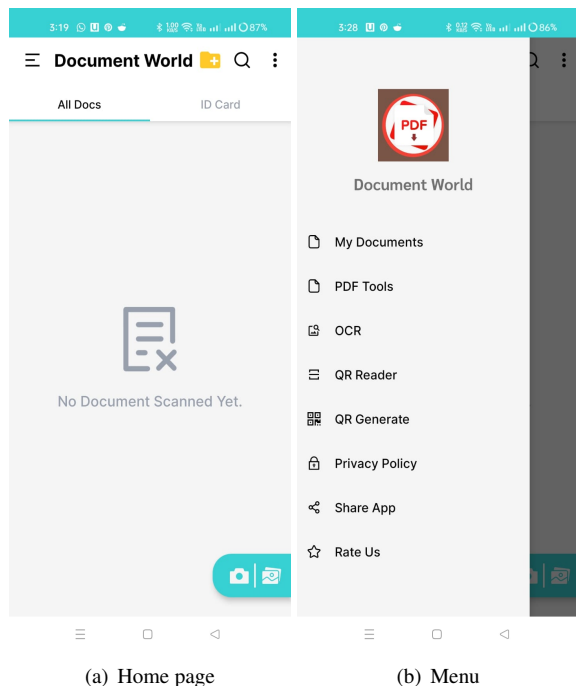 3:19 87%
Document World
All Docs ID Card
No Document Scanned Yet.
(a) Home page
3:28 86%
PDF
Document World
My Documents
PDF Tools
OCR
QR Reader
QR Generate
Privacy Policy
Share App
Rate Us
(b) Menu